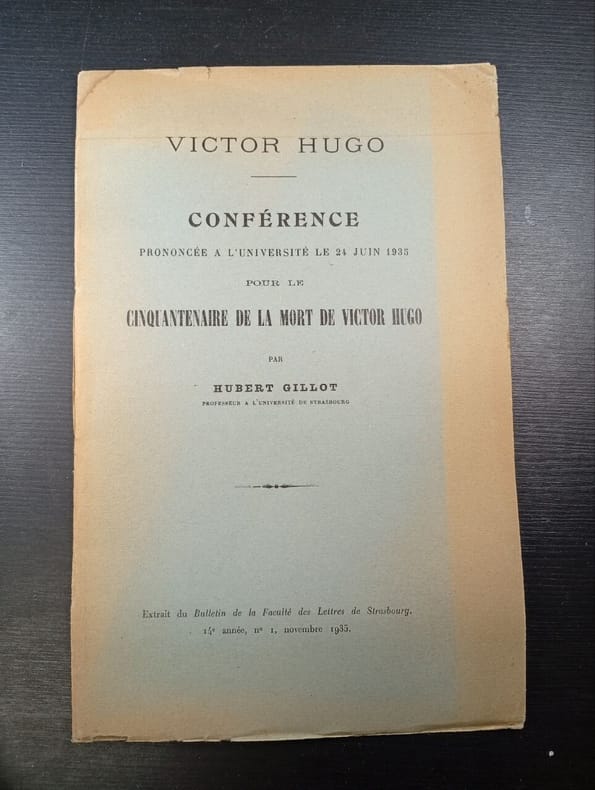 VICTOR HUGO
CONFÉRENCE
PRONONCÉE A L'UNIVERSITÉ LE 24 JUIN 1935
POUR LE
CINQUANTENAIRE DE LA MORT DE VICTOR HUGO
PAR
HUBERT GILLOT
PROFESSEUR A L'UNIVERSITÉ DE STRASBOURG
Extrait du Bulletin de la Faculté des Lettres de Strasbourg.
14e année, nº 1, novembre 1935.